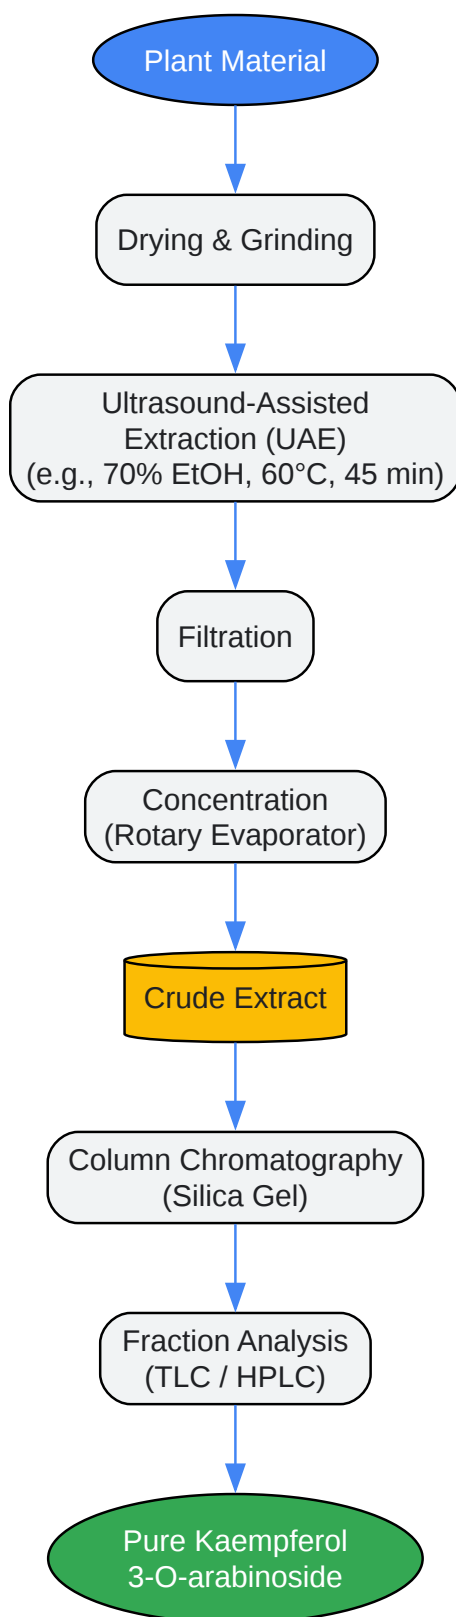 Plant Material
Drying & Grinding
Ultrasound-Assisted
Extraction (UAE)
(e.g., 70% EtOH, 60°C, 45 min)
Filtration
Concentration
(Rotary Evaporator)
Crude Extract
Column Chromatography
(Silica Gel)
Fraction Analysis
(TLC / HPLC)
Pure Kaempferol
3-O-arabinoside